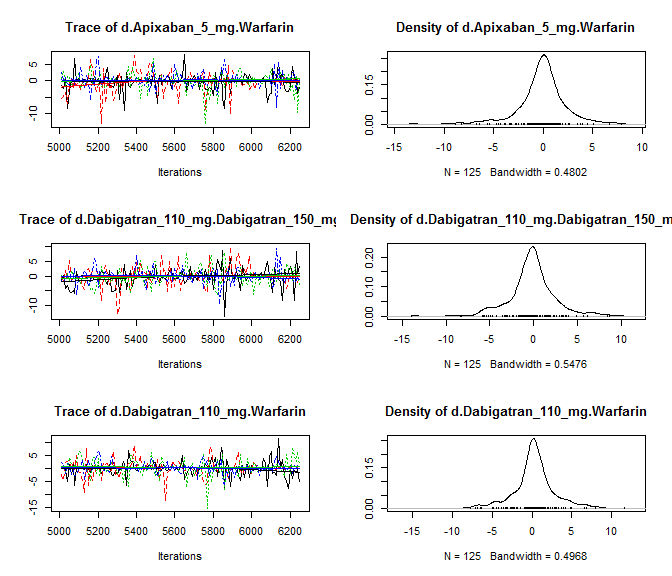 Trace of d.Apixaban_5_mg.Warfarin
5
0
-10
5000 5200 5400 5600 5800 6000 6200
Iterations
Density of d.Apixaban_5_mg.Warfarin
0.15
0.00
-15 -10 -5 0 5 10
N = 125 Bandwidth = 0.4802
Trace of d.Dabigatran_110_mg.Dabigatran_150_mg
5
0
-10
5000 5200 5400 5600 5800 6000 6200
Iterations
Density of d.Dabigatran_110_mg.Dabigatran_150_m
0.20
0.10
0.00
-15 -10 -5 0 5 10
N = 125 Bandwidth = 0.5476
Trace of d.Dabigatran_110_mg.Warfarin
5
0
-15
5000 5200 5400 5600 5800 6000 6200
Iterations
Density of d.Dabigatran_110_mg.Warfarin
0.15
0.00
-15 -10 -5 0 5 10
N = 125 Bandwidth = 0.4968